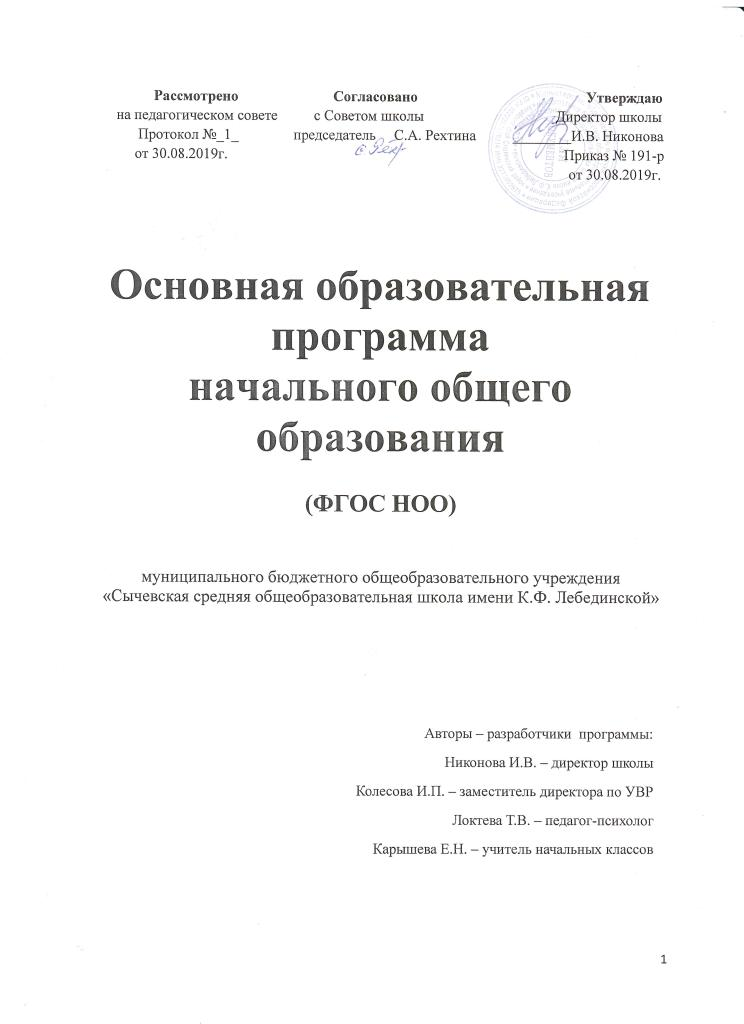 Рассмотрено
на педагогическом совете
Протокол №_1_
от 30.08.2019г.
Согласовано
с Советом школы
председатель С.А. Рехтина
Утверждаю
Директор школы
________И.В. Никонова
Приказ № 191-р
от 30.08.2019г.
Основная образовательная
программа
начального общего
образования
(ФГОС НОО)
муниципального бюджетного общеобразовательного учреждения
«Сычевская средняя общеобразовательная школа имени К.Ф. Лебединской»
Авторы – разработчики программы:
Никонова И.В. – директор школы
Колесова И.П. – заместитель директора по УВР
Локтева Т.В. – педагог-психолог
Карышева Е.Н. – учитель начальных классов
1